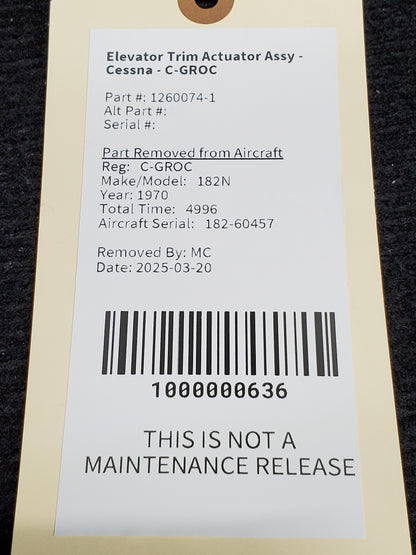 Elevator Trim Actuator Assy -
Cessna - C-GROC
Part #: 1260074-1
Alt Part#:
Serial #:
Part Removed from Aircraft
Reg: C-GROC
Make/Model: 182N
Year: 1970
Total Time: 4996
Aircraft Serial: 182-60457
Removed By: MC
Date: 2025-03-20
1000000636
THIS IS NOT A
MAINTENANCE RELEASE